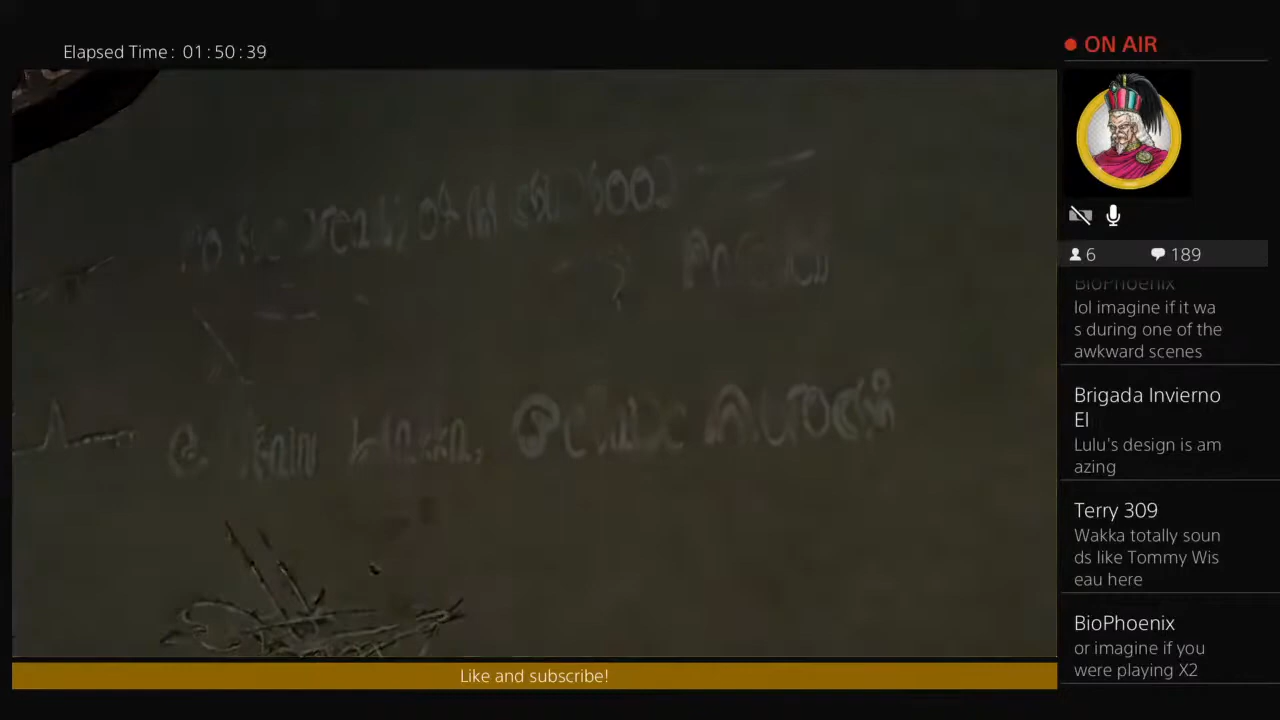 Elapsed Time: 01:50:39
ON AIR
6 189
BioPhoenix
lol imagine if it wa
s during one of the
awkward scenes
Brigada Invierno
El
Lulu's design is am
azing
Terry 309
Wakka totally soun
ds like Tommy Wis
eau here
BioPhoenix
or imagine if you
were playing X2
Like and subscribe!